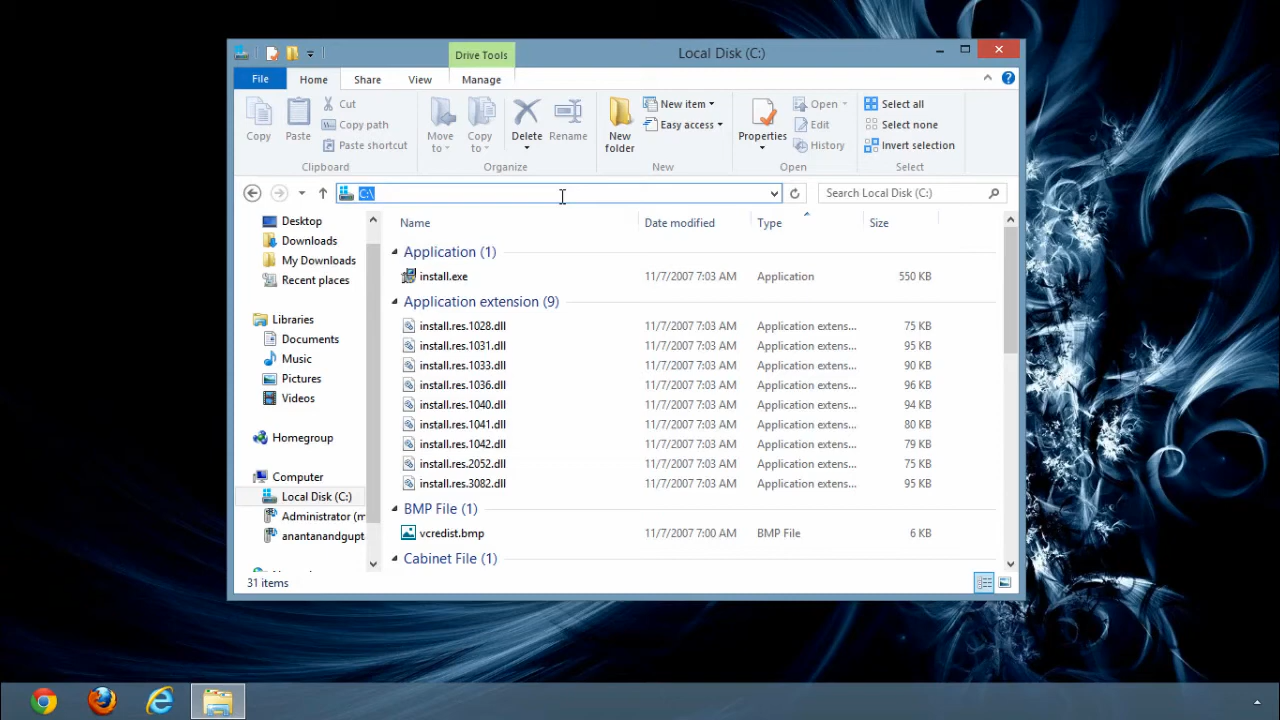 Drive Tools
Local Disk (C:)
File Home Share View Manage
Copy
Paste
Cut
Copy path
Paste shortcut
Clipboard
Move to
Copy to
Delete
Rename
Organize
New folder
New item
Easy access
New
Properties
Open
Edit
History
Open
Select all
Select none
Invert selection
Select
C:\
Search Local Disk (C:)
Desktop
Downloads
My Downloads
Recent places
Libraries
Documents
Music
Pictures
Videos
Homegroup
Computer
Local Disk (C:)
Administrator (m
anantanandgupt
Name Date modified Type Size
Application (1)
install.exe 11/7/2007 7:03 AM Application 550 KB
Application extension (9)
install.res.1028.dll 11/7/2007 7:03 AM Application extens... 75 KB
install.res.1031.dll 11/7/2007 7:03 AM Application extens... 95 KB
install.res.1033.dll 11/7/2007 7:03 AM Application extens... 90 KB
install.res.1036.dll 11/7/2007 7:03 AM Application extens... 96 KB
install.res.1040.dll 11/7/2007 7:03 AM Application extens... 94 KB
install.res.1041.dll 11/7/2007 7:03 AM Application extens... 80 KB
install.res.1042.dll 11/7/2007 7:03 AM Application extens... 79 KB
install.res.2052.dll 11/7/2007 7:03 AM Application extens... 75 KB
install.res.3082.dll 11/7/2007 7:03 AM Application extens... 95 KB
BMP File (1)
vcredist.bmp 11/7/2007 7:00 AM BMP File 6 KB
Cabinet File (1)
31 items